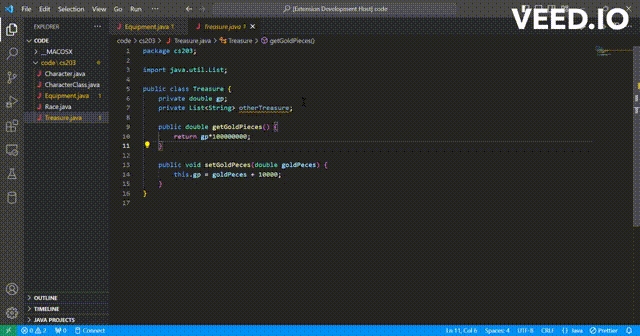 File Edit Selection View Go Run ...
[Extension Development Host] code
VEED.IO
EXPLORER ...
CODE
__MACOSX
code \ cs203
Character.java
CharacterClass.java
Equipment.java 1
Race.java
Treasure.java 1
OUTLINE
TIMELINE
JAVA PROJECTS
Equipment.java 1
Treasure.java 1
code > cs203 > Treasure.java > Treasure > getGoldPieces()
1 package cs203;
2
3 import java.util.List;
4
5 public class Treasure {
6 private double gp;
7 private List<String> otherTreasure;
8
9 public double getGoldPieces() {
10 return gp*100000000;
11 }
12
13 public void setGoldPeces(double goldPeces) {
14 this.gp = goldPeces + 10000;
15 }
16 }
17
0 2 0 Connect
Ln 11, Col 6 Spaces: 4 UTF-8 CRLF {} Java Prettier